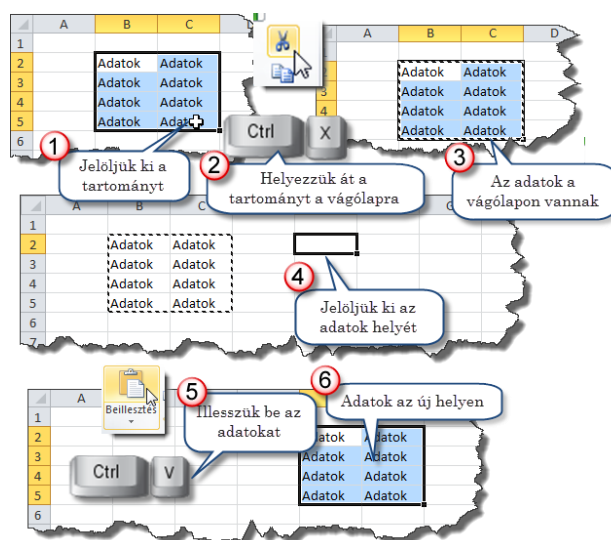 A B C
1
2 Adatok Adatok
3 Adatok Adatok
4 Adatok Adatok
5 Adatok Adatok
6
1
Jelöljük ki a
tartományt
Ctrl X
2
Helyezzük át a
tartományt a vágólapra
A B C D
Adatok Adatok
3 Adatok Adatok
4 Adatok Adatok
Adatok Adatok
3
Az adatok a
vágólapon vannak
A B C G
1
2 Adatok Adatok
3 Adatok Adatok
4 Adatok Adatok
5 Adatok Adatok
6
7
4
Jelöljük ki az
adatok helyét
Beillesztés
A
1
2 Adatok Adatok
3 Adatok Adatok
4 Adatok Adatok
5 Adatok Adatok
6
5
Illesszük be az
adatokat
Ctrl V
6
Adatok az új helyen